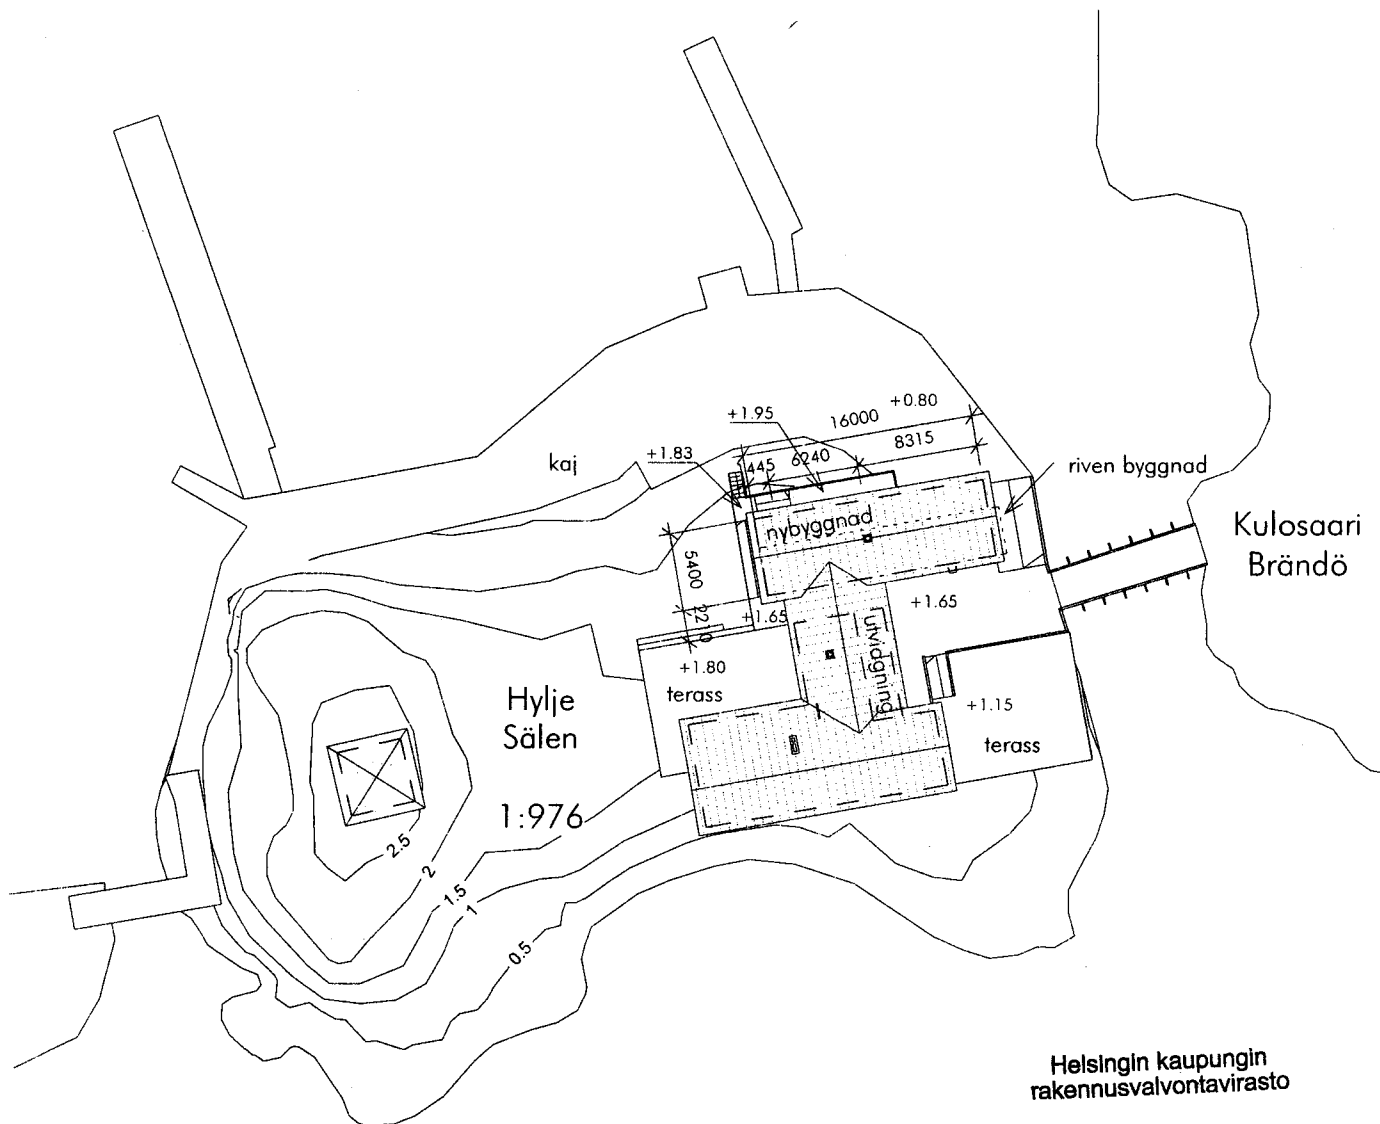 +0.80
16000
+1.95
8315
6240
445
+1.83
kaj
riven byggnad
nybyggnad
Kulosaari
Brändö
5400
2210
+1.65
+1.65
utvidgning
+1.80
terass
Hylje
Sälen
+1.15
terass
1:976
2.5
2
1.5
1
0.5
Helsingin kaupungin
rakennusvalvontavirasto